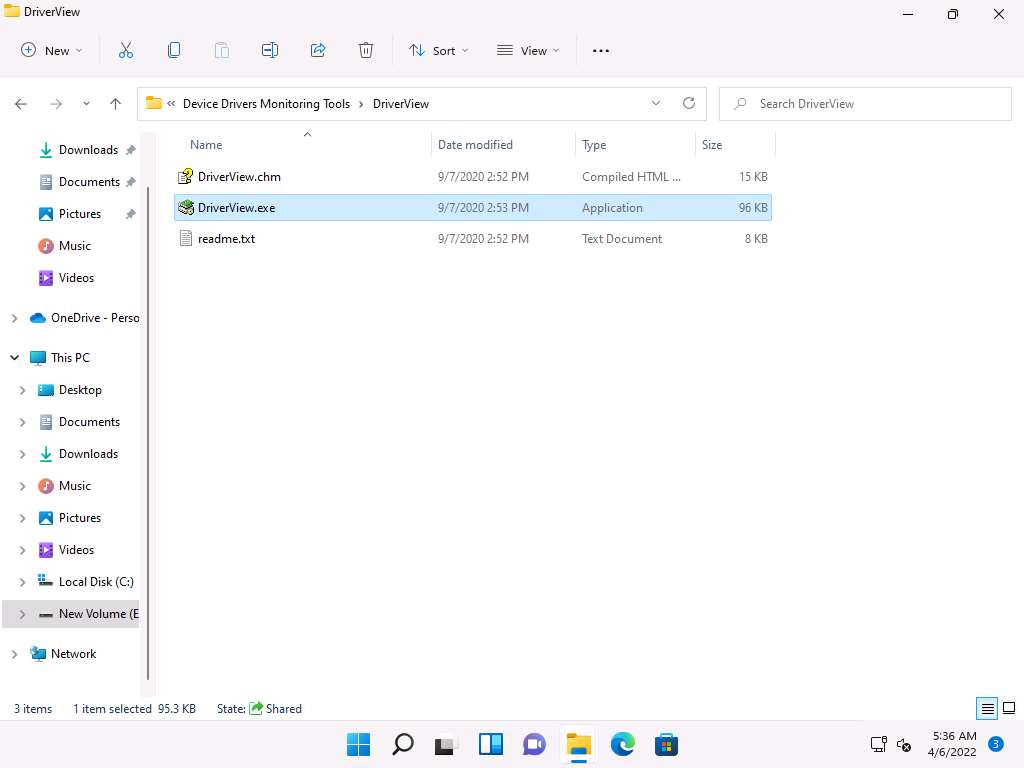 DriverView
New
Sort
View
« Device Drivers Monitoring Tools > DriverView
Search DriverView
Name Date modified Type Size
DriverView.chm 9/7/2020 2:52 PM Compiled HTML ... 15 KB
DriverView.exe 9/7/2020 2:53 PM Application 96 KB
readme.txt 9/7/2020 2:52 PM Text Document 8 KB
Downloads
Documents
Pictures
Music
Videos
OneDrive - Perso
This PC
Desktop
Documents
Downloads
Music
Pictures
Videos
Local Disk (C:)
New Volume (E
Network
3 items 1 item selected 95.3 KB State: Shared
5:36 AM
4/6/2022
3